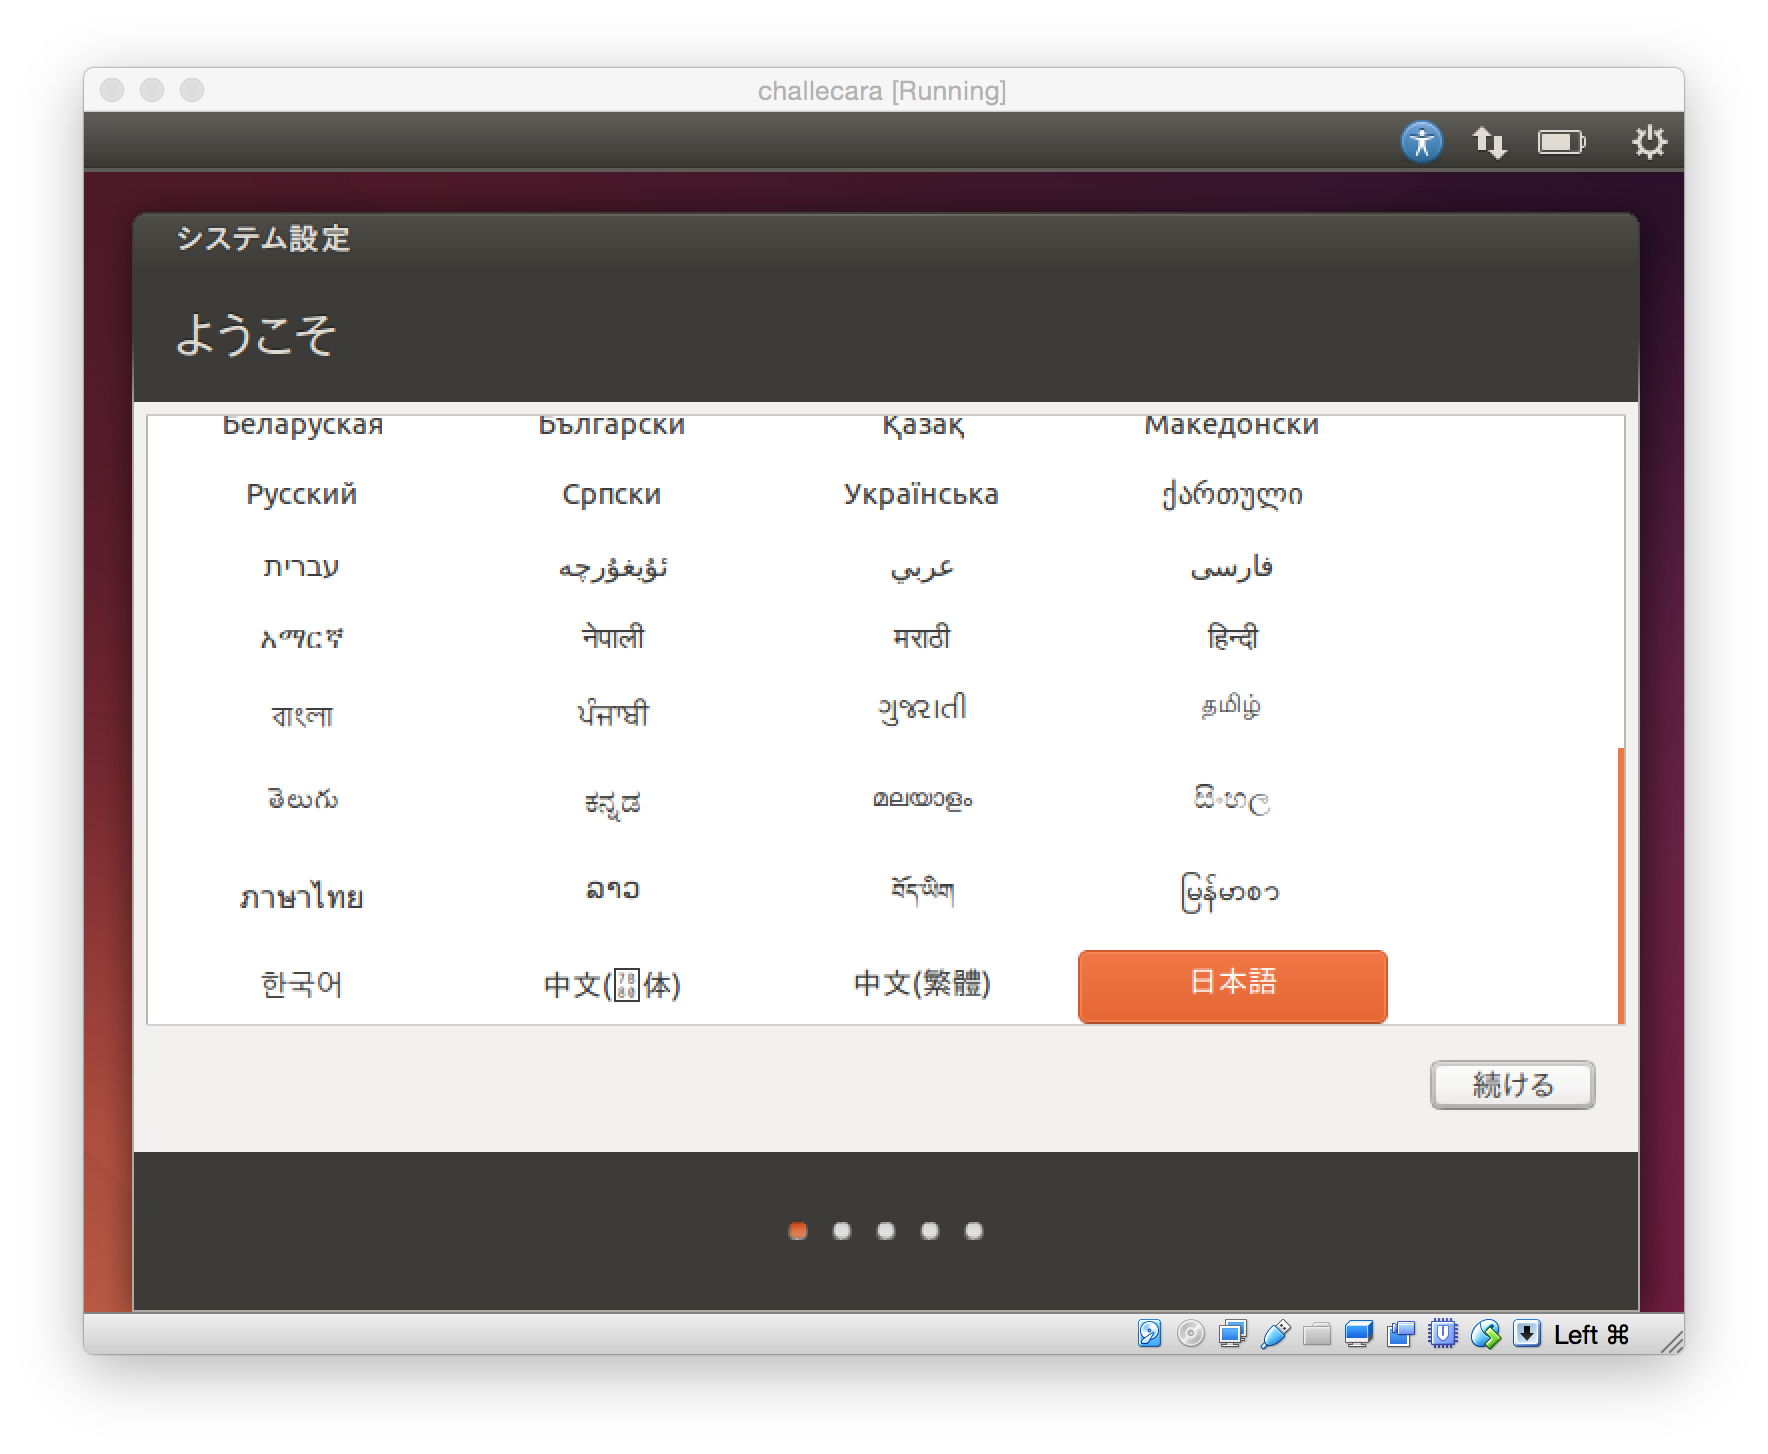 challecara [Running]
システム設定
ようこそ
Беларуская Български Қазақ Македонски
Русский Српски Українська ქართული
עברית ئۇيغۇرچە عربي فارسی
አማርኛ नेपाली मराठी हिन्दी
বাংলা ਪੰਜਾਬੀ ગુજરાતી தமிழ்
తెలుగు ಕನ್ನಡ മലയാളം සිංහල
ภาษาไทย ລາວ བོད་ཡིག မြန်မာစာ
한국어 中文(体) 中文(繁體) 日本語
続ける
Left ⌘